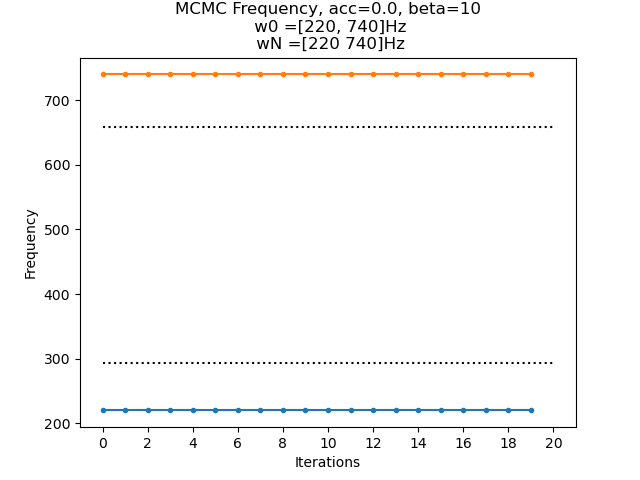 MCMC Frequency, acc=0.0, beta=10
w0 =[220, 740]Hz
wN =[220 740]Hz
700
600
500
400
300
200
Frequency
0 2 4 6 8 10 12 14 16 18 20
Iterations